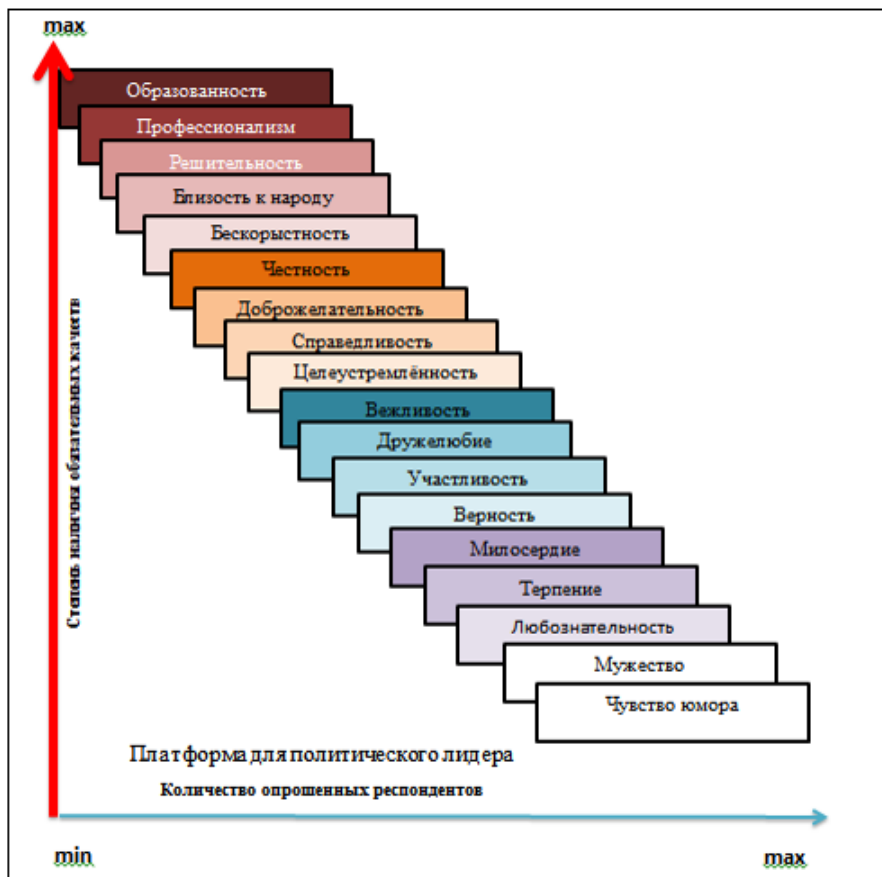 max
Образованность
Профессионализм
Решительность
Близость к народу
Бескорыстность
Честность
Доброжелательность
Справедливость
Целеустремлённость
Вежливость
Дружелюбие
Участливость
Верность
Милосердие
Терпение
Любознательность
Мужество
Чувство юмора
Степень наличия обязательных качеств
Платформа для политического лидера
Количество опрошенных респондентов
min
max